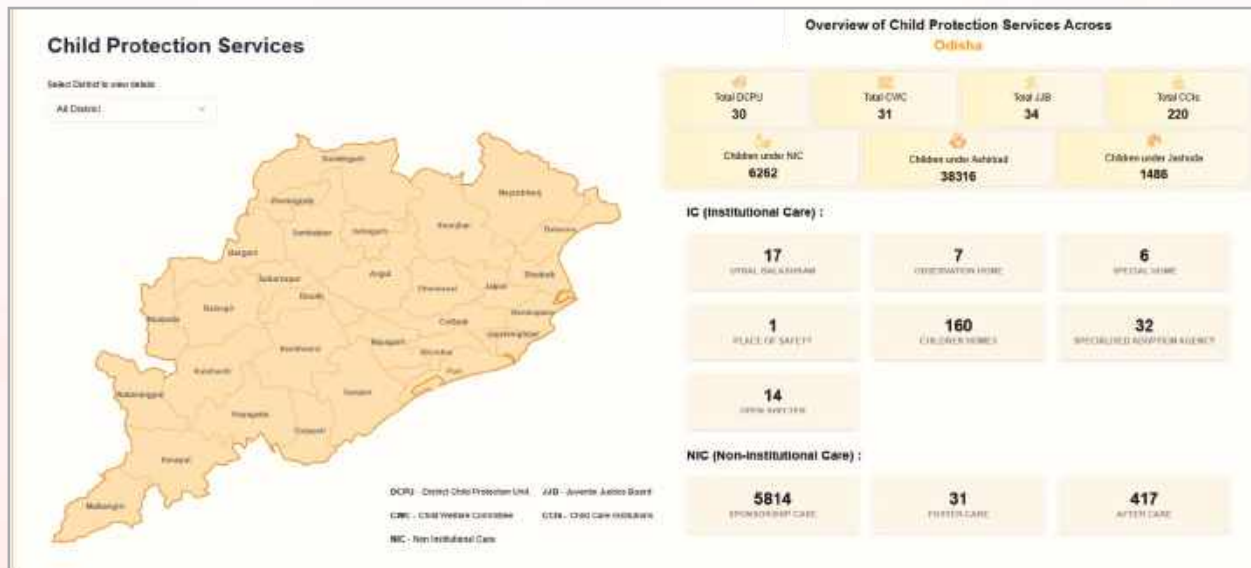 Child Protection Services
Select District to view details
All District
Overview of Child Protection Services Across
Odisha
Total DCPU
30
Total CWC
31
Total JJB
34
Total CCIs
220
Children under NIC
6262
Children under Ashirbad
38316
Children under Jashoda
1486
IC (Institutional Care) :
17
UTKAL BALASHRAM
7
OBSERVATION HOME
6
SPECIAL HOME
1
PLACE OF SAFETY
160
CHILDREN HOMES
32
SPECIALISED ADOPTION AGENCY
14
OPEN SHELTER
NIC (Non-Institutional Care) :
5814
SPONSORSHIP CARE
31
FOSTER CARE
417
AFTER CARE
Sundergarh
Jharsuguda
Sambalpur
Deogarh
Keonjhar
Mayurbhanj
Balasore
Bargarh
Subarnapur
Angul
Dhenkanal
Jajpur
Bhadrak
Balangir
Boudh
Cuttack
Kendrapara
Jagatsinghpur
Nuapada
Kandhamal
Nayagarh
Khordha
Puri
Kalahandi
Nabarangpur
Rayagada
Ganjam
Gajapati
Koraput
Malkangiri
DCPU - District Child Protection Unit
JJB - Juvenile Justice Board
CWC - Child Welfare Committee
CCIs - Child Care Institutions
NIC - Non Institutional Care